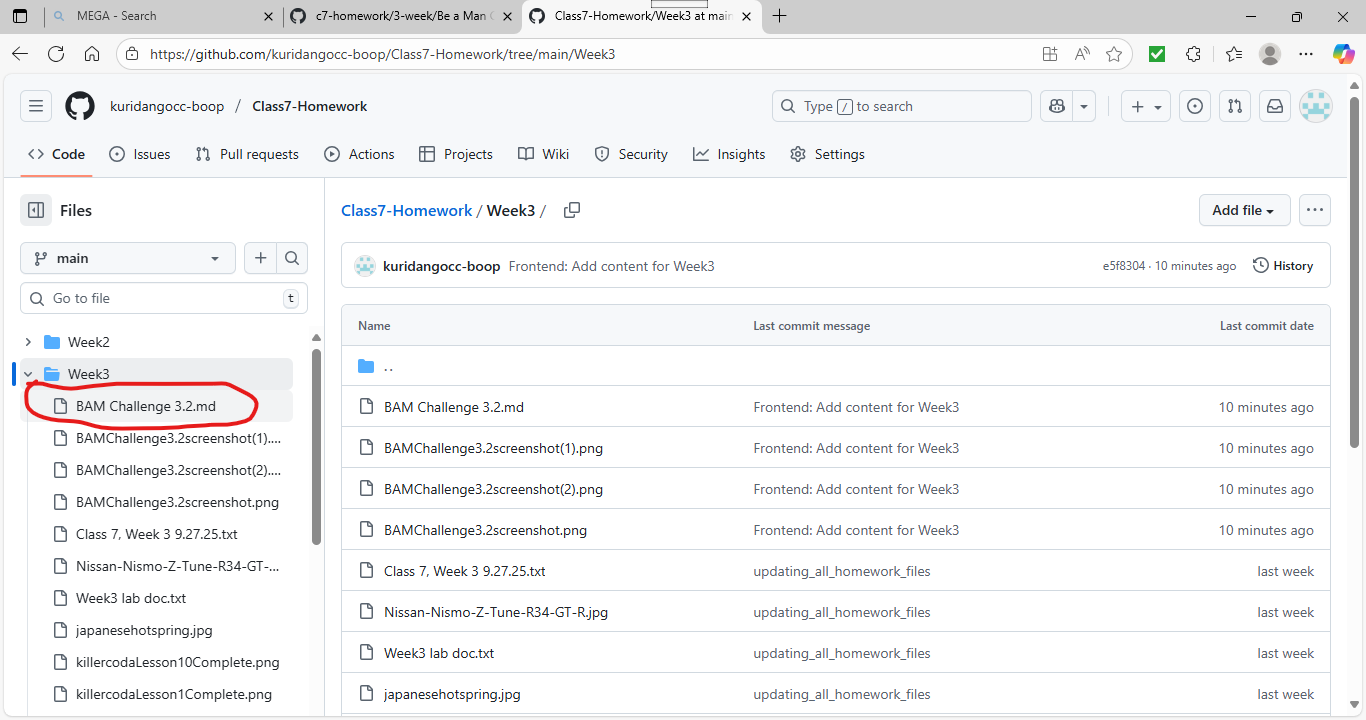 MEGA - Search
c7-homework/3-week/Be a Man
Class7-Homework/Week3 at main
https://github.com/kuridangocc-boop/Class7-Homework/tree/main/Week3
kuridangocc-boop / Class7-Homework
Type / to search
Code Issues Pull requests Actions Projects Wiki Security Insights Settings
Files
main
Go to file t
Week2
Week3
BAM Challenge 3.2.md
BAMChallenge3.2screenshot(1)....
BAMChallenge3.2screenshot(2)....
BAMChallenge3.2screenshot.png
Class 7, Week 3 9.27.25.txt
Nissan-Nismo-Z-Tune-R34-GT-...
Week3 lab doc.txt
japanesehotspring.jpg
killercodaLesson10Complete.png
killercodaLesson1Complete.png
Class7-Homework / Week3 /
Add file
kuridangocc-boop Frontend: Add content for Week3 e5f8304 · 10 minutes ago History
Name Last commit message Last commit date
..
BAM Challenge 3.2.md Frontend: Add content for Week3 10 minutes ago
BAMChallenge3.2screenshot(1).png Frontend: Add content for Week3 10 minutes ago
BAMChallenge3.2screenshot(2).png Frontend: Add content for Week3 10 minutes ago
BAMChallenge3.2screenshot.png Frontend: Add content for Week3 10 minutes ago
Class 7, Week 3 9.27.25.txt updating_all_homework_files last week
Nissan-Nismo-Z-Tune-R34-GT-R.jpg updating_all_homework_files last week
Week3 lab doc.txt updating_all_homework_files last week
japanesehotspring.jpg updating_all_homework_files last week